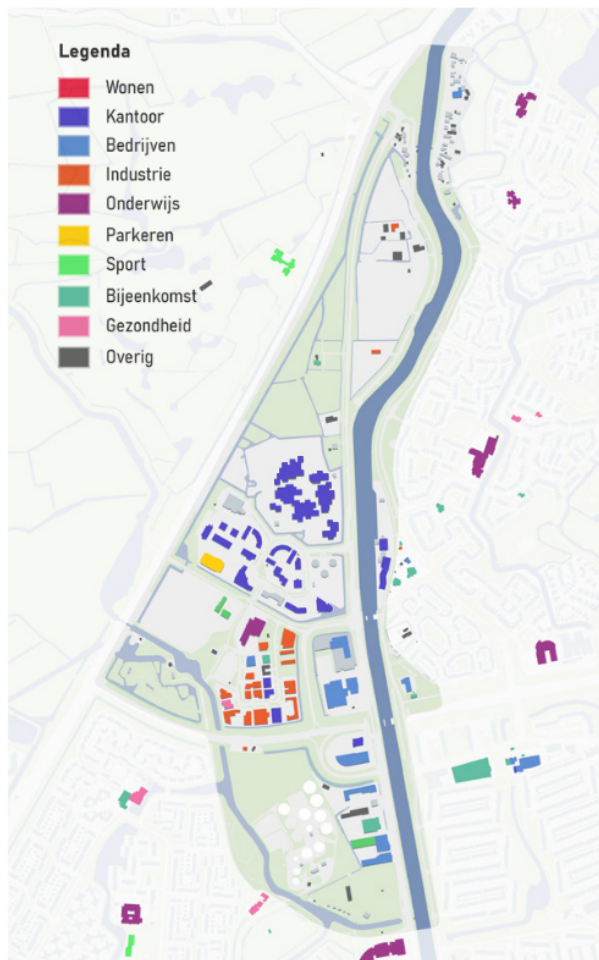 Legenda
Wonen
Kantoor
Bedrijven
Industrie
Onderwijs
Parkeren
Sport
Bijeenkomst
Gezondheid
Overig